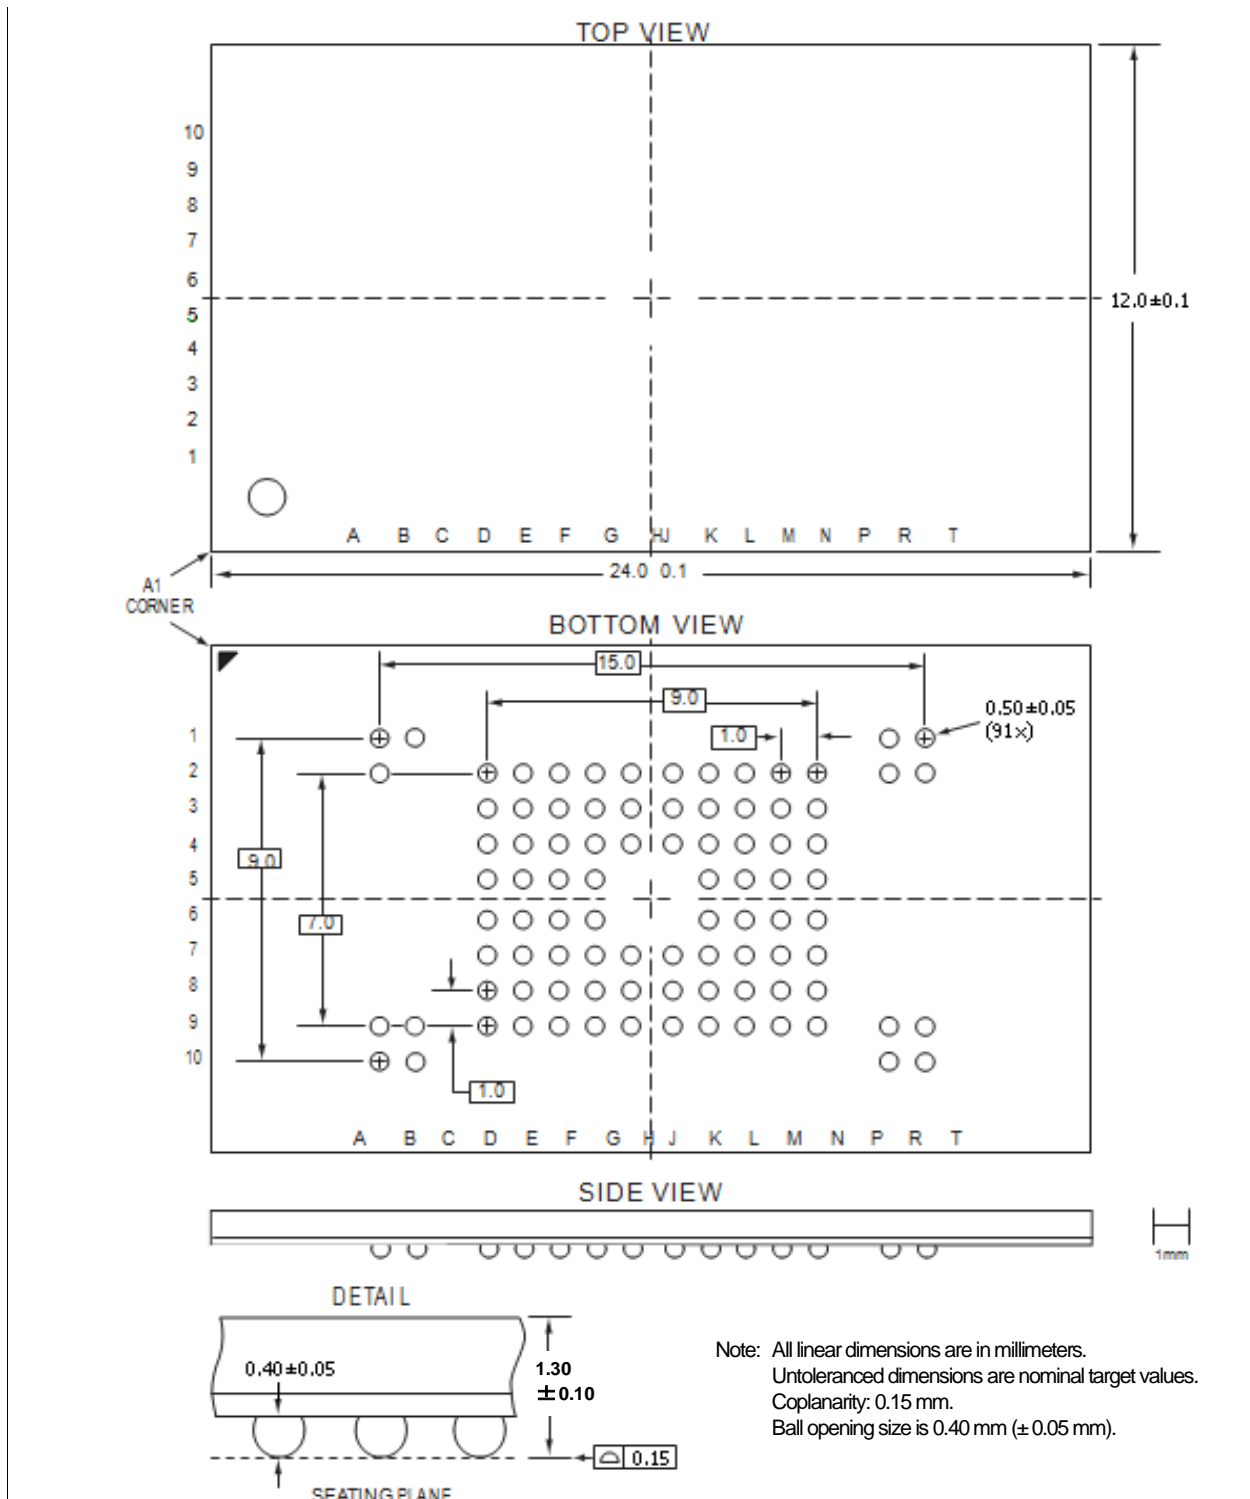 TOP VIEW
10
9
8
7
6
5
4
3
2
1
12.0±0.1
A B C D E F G HJ K L M N P R T
24.0 0.1
A1
CORNER
BOTTOM VIEW
15.0
9.0
0.50±0.05
(91×)
1.0
1
2
3
4
5
6
7
8
9
10
9.0
7.0
1.0
A B C D E F G H J K L M N P R T
SIDE VIEW
1mm
DETAIL
0.40±0.05
1.30
±0.10
0.15
SEATING PLANE
Note: All linear dimensions are in millimeters.
Untoleranced dimensions are nominal target values.
Coplanarity: 0.15 mm.
Ball opening size is 0.40 mm (± 0.05 mm).